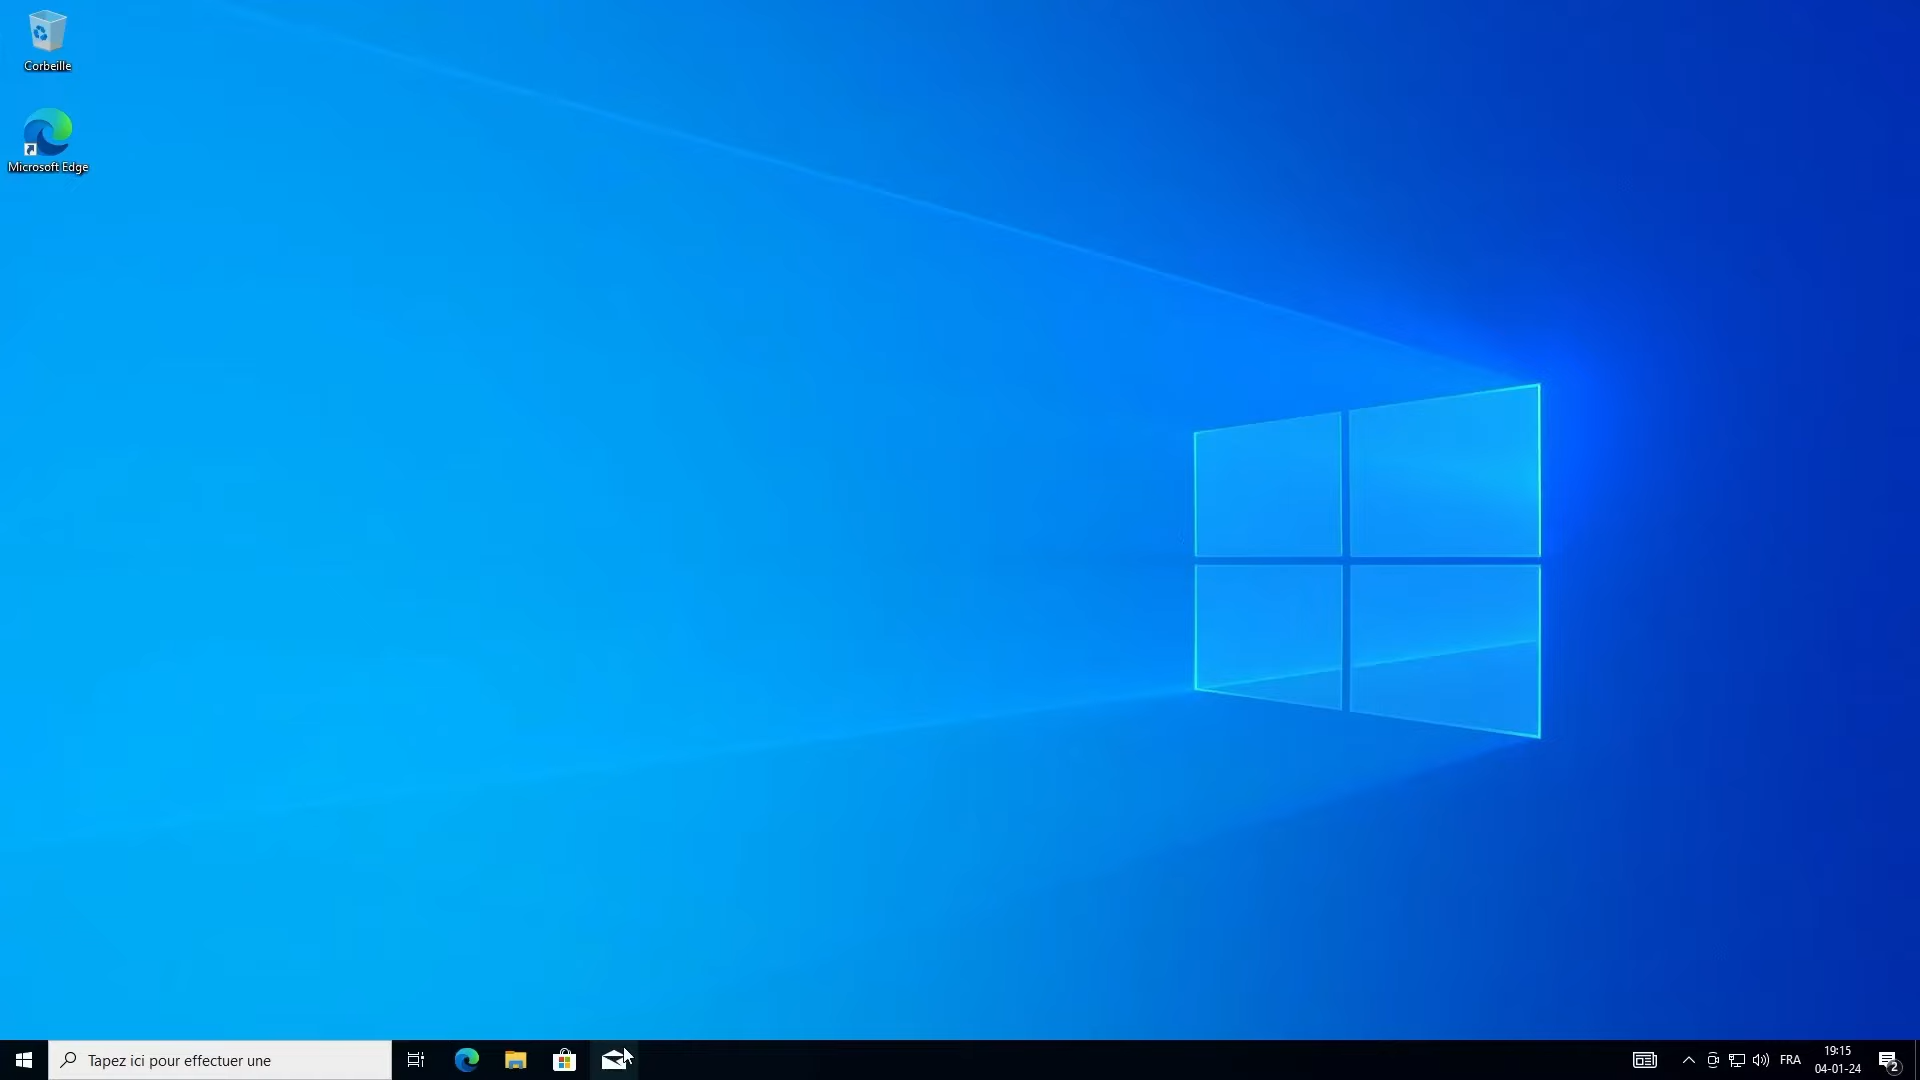 Corbeille
Microsoft Edge
Tapez ici pour effectuer une
FRA
19:15
04-01-24
2